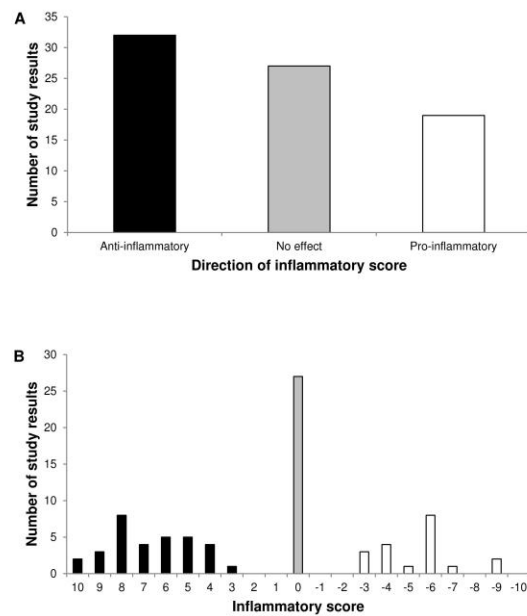 A
35
30
25
20
15
10
5
0
Number of study results
Anti-inflammatory No effect Pro-inflammatory
Direction of inflammatory score
B
30
25
20
15
10
5
0
Number of study results
10 9 8 7 6 5 4 3 2 1 0 -1 -2 -3 -4 -5 -6 -7 -8 -9 -10
Inflammatory score